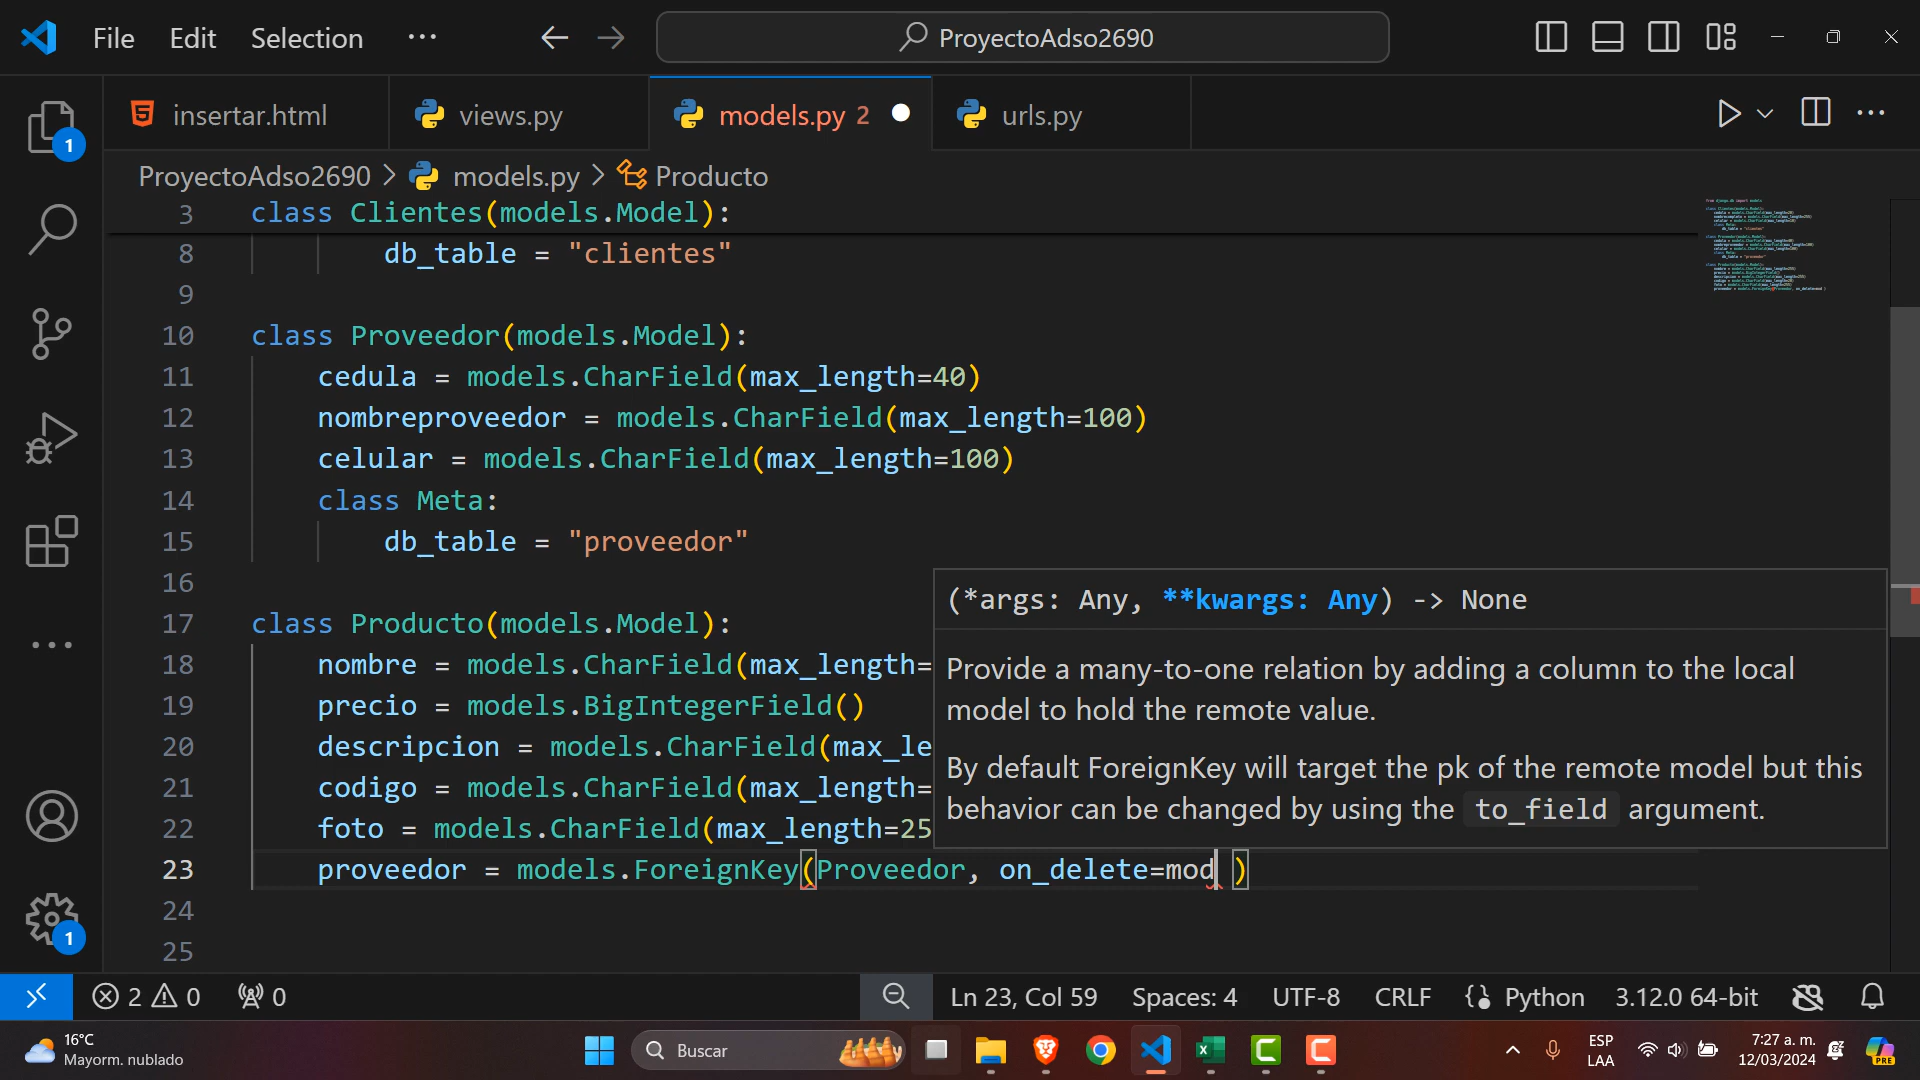 File Edit Selection ··· ProyectoAdso2690
insertar.html views.py models.py 2 urls.py
ProyectoAdso2690 > models.py > Producto
3 class Clientes(models.Model):
8 db_table = "clientes"
9
10 class Proveedor(models.Model):
11 cedula = models.CharField(max_length=40)
12 nombreproveedor = models.CharField(max_length=100)
13 celular = models.CharField(max_length=100)
14 class Meta:
15 db_table = "proveedor"
16
17 class Producto(models.Model):
18 nombre = models.CharField(max_length=
19 precio = models.BigIntegerField()
20 descripcion = models.CharField(max_le
21 codigo = models.CharField(max_length=
22 foto = models.CharField(max_length=25
23 proveedor = models.ForeignKey(Proveedor, on_delete=mod )
24
25
(*args: Any, **kwargs: Any) -> None
Provide a many-to-one relation by adding a column to the local
model to hold the remote value.
By default ForeignKey will target the pk of the remote model but this
behavior can be changed by using the to_field argument.
1
1
2 0 0 Ln 23, Col 59 Spaces: 4 UTF-8 CRLF Python 3.12.0 64-bit
16°C
Mayorm. nublado
Buscar
ESP
LAA
7:27 a. m.
12/03/2024
PRE